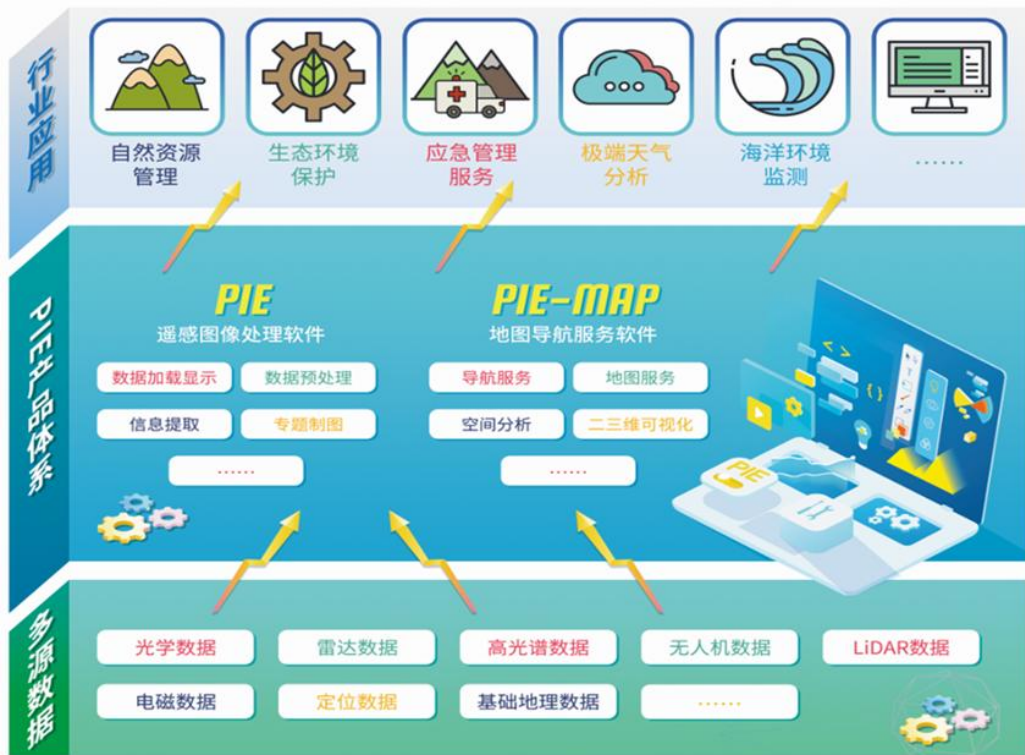 行业应用
自然资源
管理
生态环境
保护
应急管理
服务
极端天气
分析
海洋环境
监测
......
PIE产品体系
PIE
遥感图像处理软件
数据加载显示
数据预处理
信息提取
专题制图
......
PIE-MAP
地图导航服务软件
导航服务
地图服务
空间分析
二三维可视化
......
< >
{ }
T
PIE
多源数据
光学数据
雷达数据
高光谱数据
无人机数据
LiDAR数据
电磁数据
定位数据
基础地理数据
......